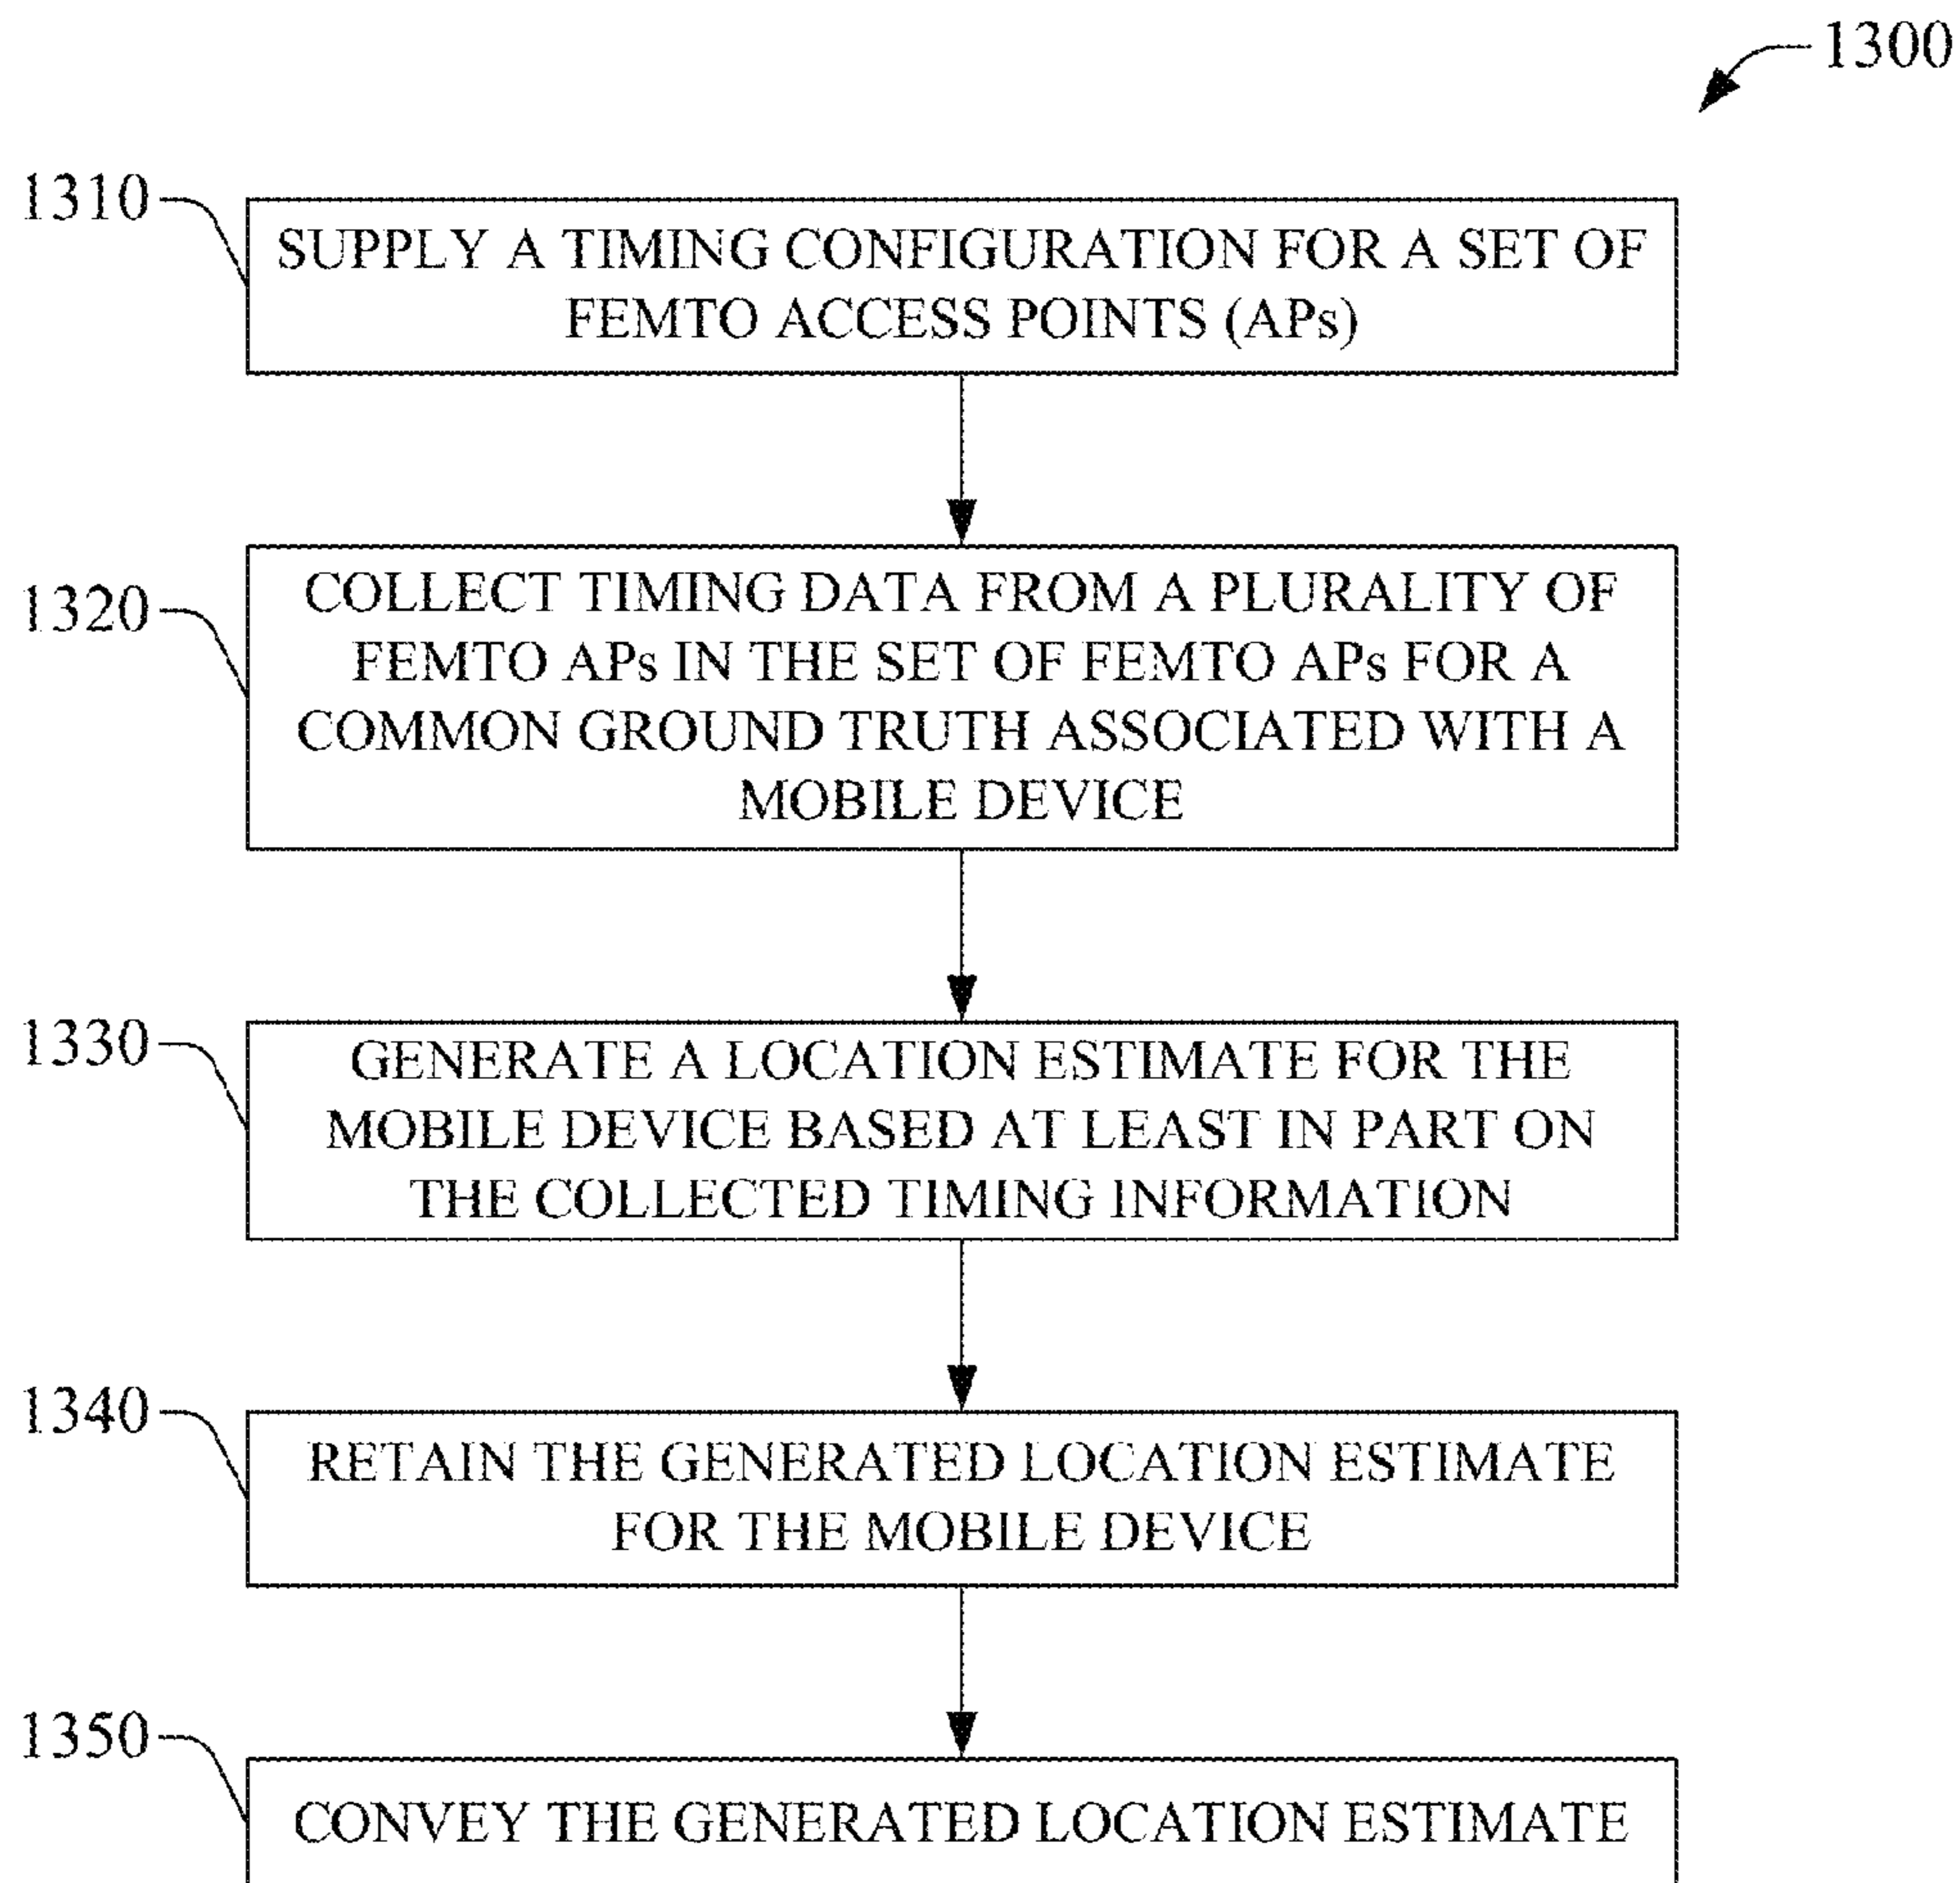 1300
1310
SUPPLY A TIMING CONFIGURATION FOR A SET OF
FEMTO ACCESS POINTS (APs)
1320
COLLECT TIMING DATA FROM A PLURALITY OF
FEMTO APs IN THE SET OF FEMTO APs FOR A
COMMON GROUND TRUTH ASSOCIATED WITH A
MOBILE DEVICE
1330
GENERATE A LOCATION ESTIMATE FOR THE
MOBILE DEVICE BASED AT LEAST IN PART ON
THE COLLECTED TIMING INFORMATION
1340
RETAIN THE GENERATED LOCATION ESTIMATE
FOR THE MOBILE DEVICE
1350
CONVEY THE GENERATED LOCATION ESTIMATE